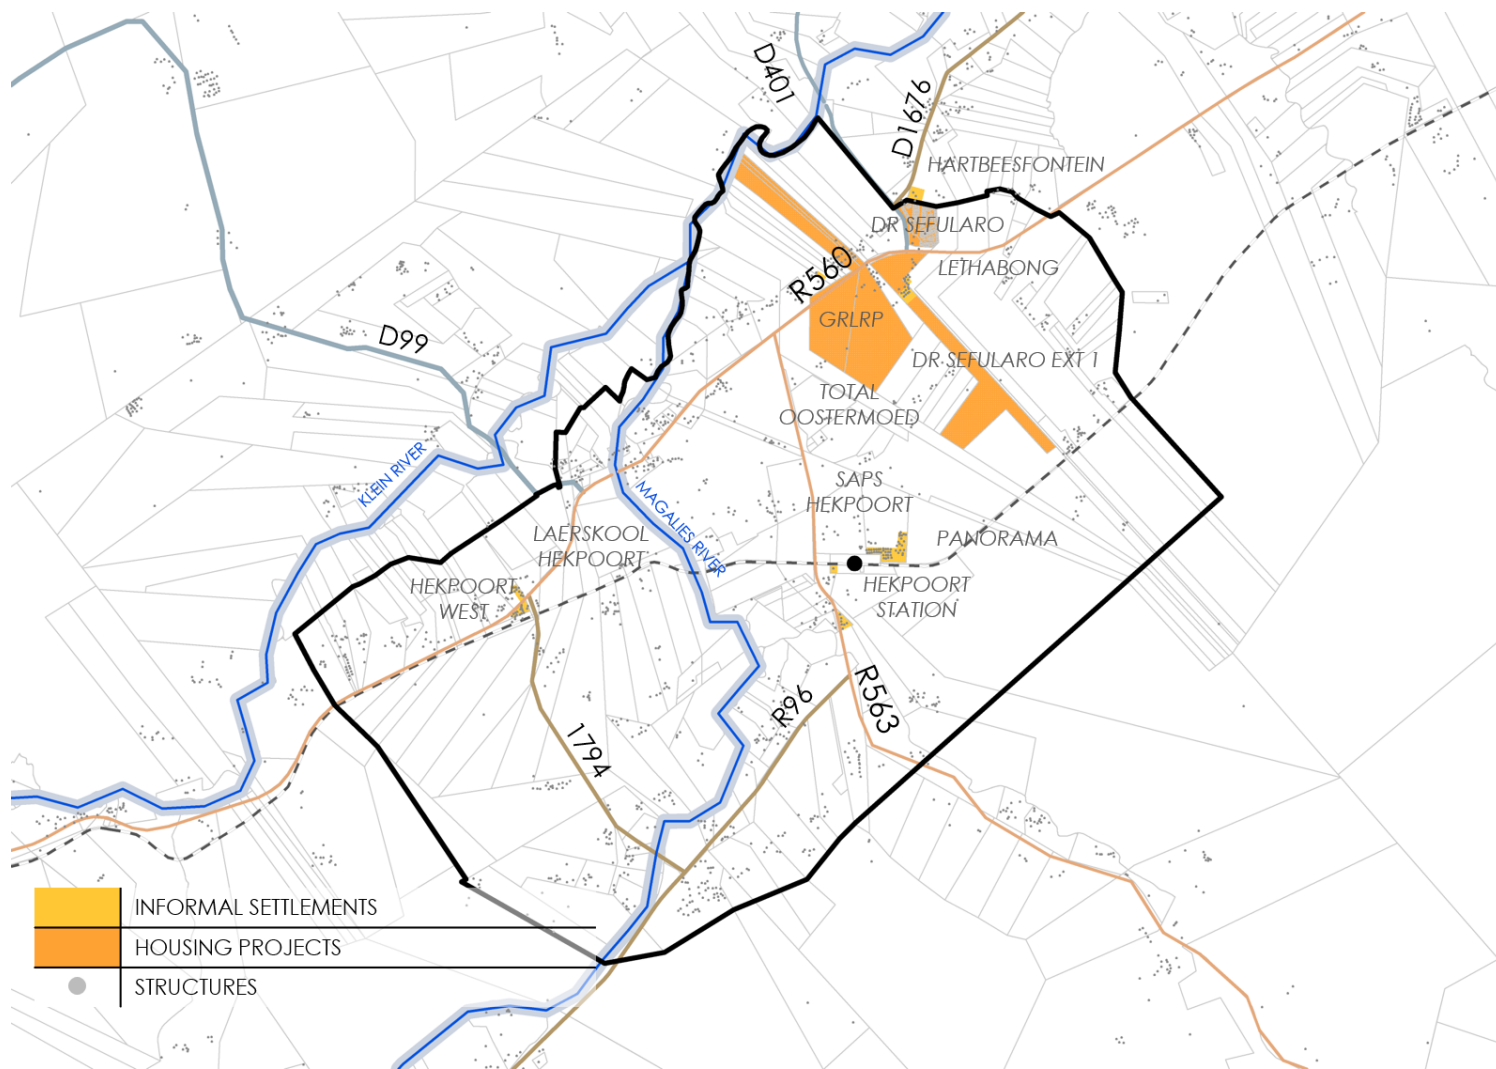 D401
D1676
HARTBEESFONTEIN
DR SEFULARO
R560
LETHABONG
GRLRP
D99
DR SEFULARO EXT 1
TOTAL
OOSTERMOED
KLEIN RIVER
SAPS
HEKPOORT
MAGALIES RIVER
LAERSKOOL
HEKPOORT
PANORAMA
HEKPOORT
WEST
HEKPOORT
STATION
R96
R563
1794
INFORMAL SETTLEMENTS
HOUSING PROJECTS
STRUCTURES